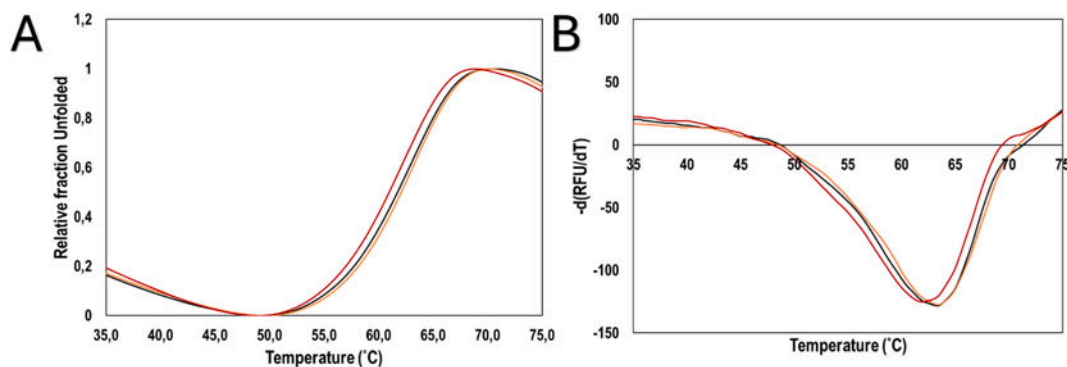 A
Relative fraction Unfolded
1,2
1
0,8
0,6
0,4
0,2
0
35,0 40,0 45,0 50,0 55,0 60,0 65,0 70,0 75,0
Temperature (˚C)
B
-d(RFU/dT)
100
50
0
-50
-100
-150
35 40 45 50 55 60 65 70 75
Temperature (˚C)